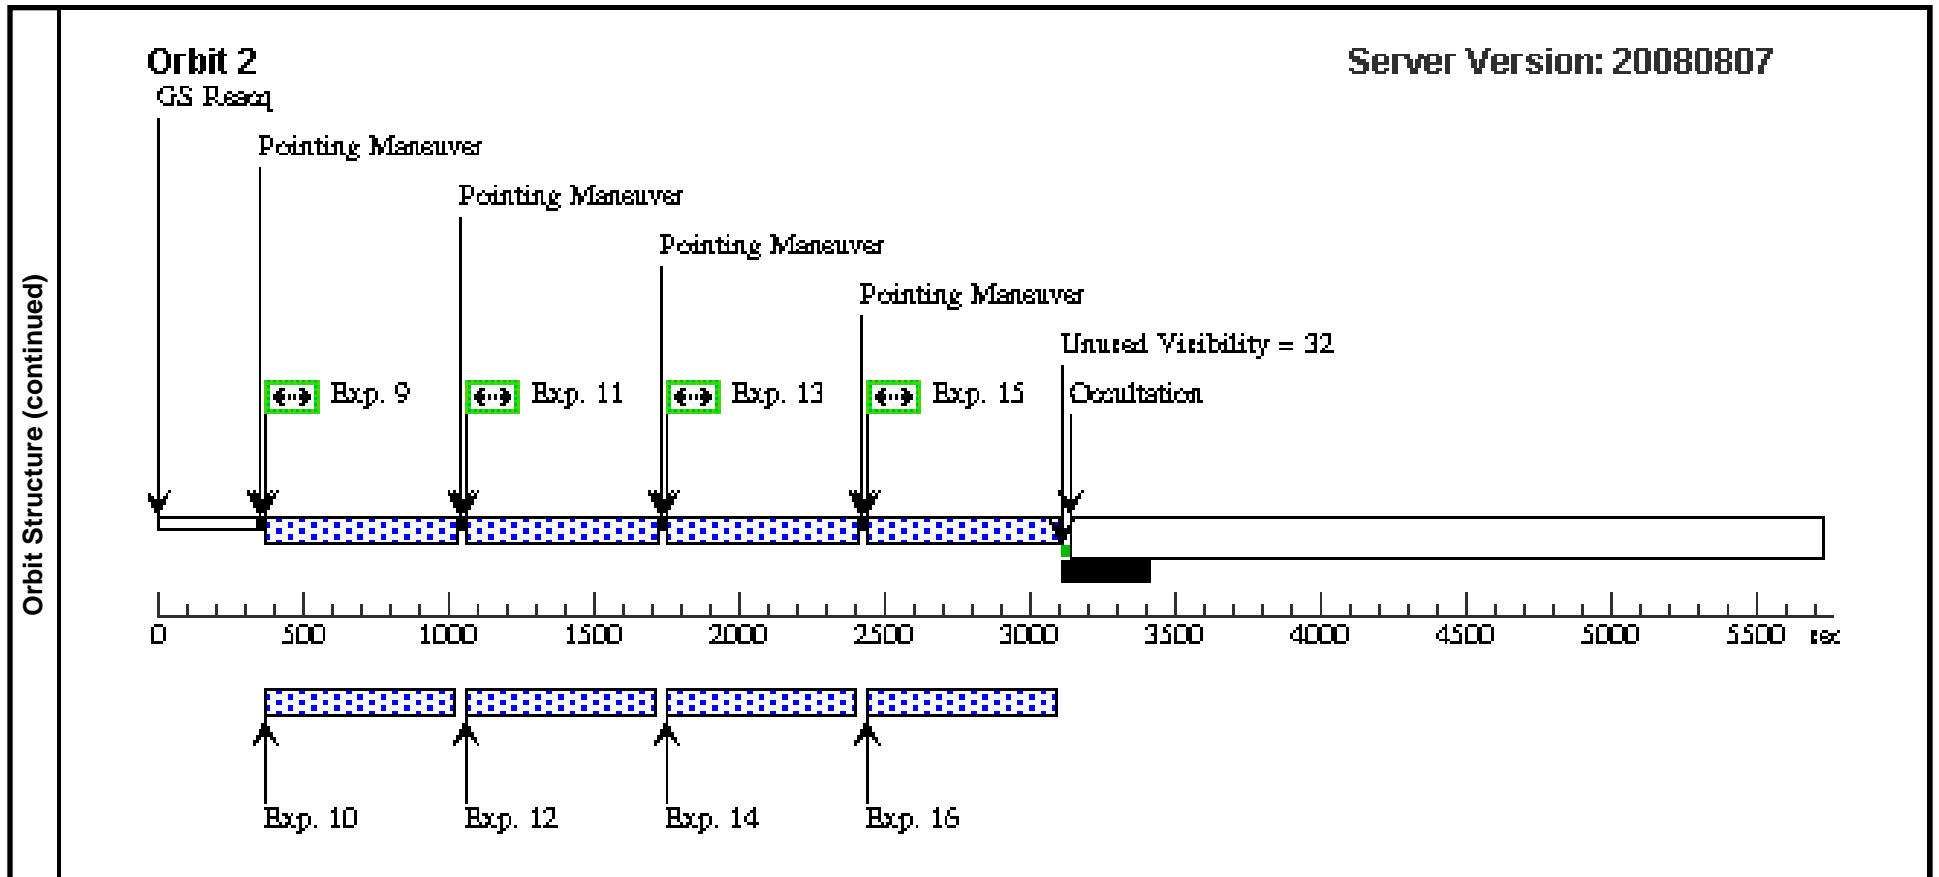 Orbit Structure (continued)
Orbit 2
Server Version: 20080807
GS Reacq
Pointing Maneuver
Pointing Maneuver
Pointing Maneuver
Pointing Maneuver
Unused Visibility = 32
Exp. 9
Exp. 11
Exp. 13
Exp. 15
Occultation
0 500 1000 1500 2000 2500 3000 3500 4000 4500 5000 5500 sec
Exp. 10
Exp. 12
Exp. 14
Exp. 16